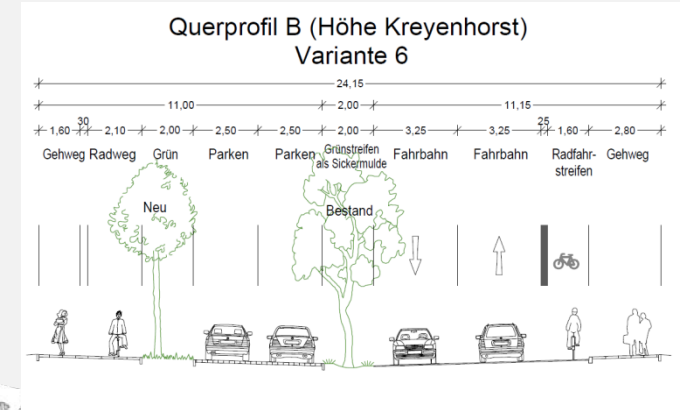 Querprofil B (Höhe Kreyenhorst)
Variante 6
24,15
11,00 2,00 11,15
30 25
1,60 2,10 2,00 2,50 2,50 2,00 3,25 3,25 1,60 2,80
Gehweg Radweg Grün Parken Parken Grünstreifen als Sickermulde Fahrbahn Fahrbahn Radfahr-streifen Gehweg
Neu Bestand